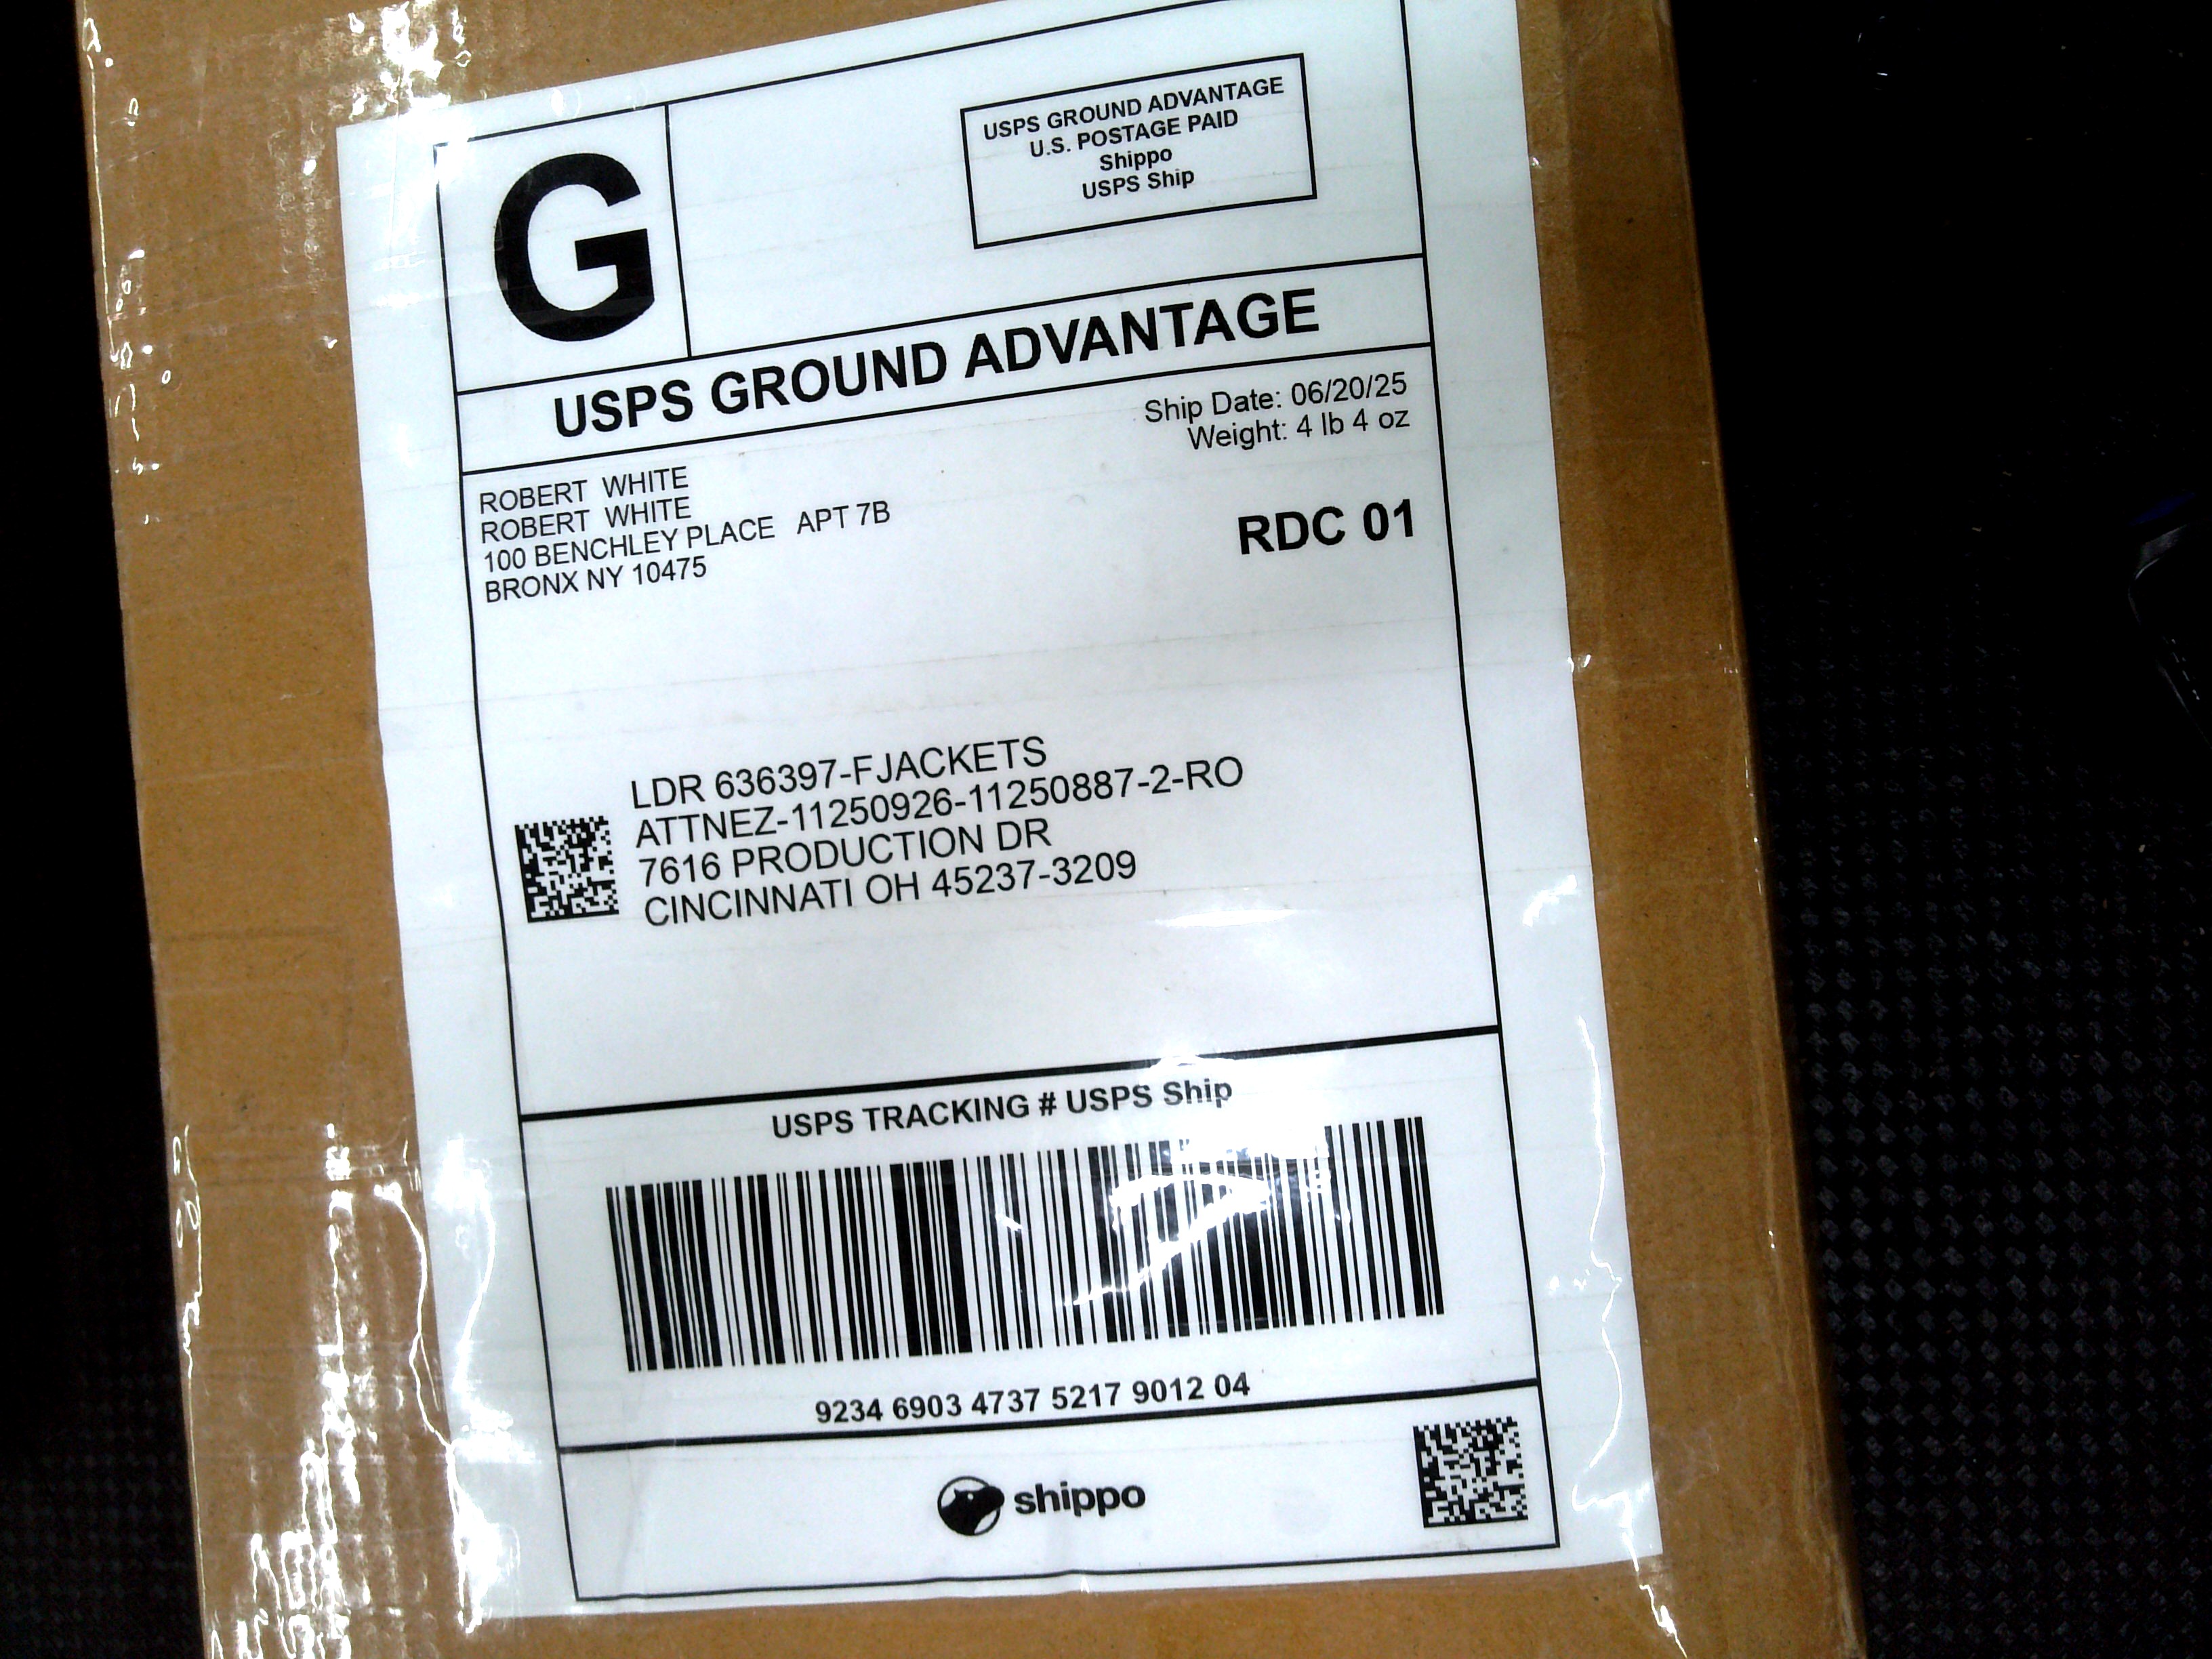 G
USPS GROUND ADVANTAGE
U.S. POSTAGE PAID
Shippo
USPS Ship
USPS GROUND ADVANTAGE
Ship Date: 06/20/25
Weight: 4 lb 4 oz
ROBERT WHITE
ROBERT WHITE
100 BENCHLEY PLACE APT 7B
BRONX NY 10475
RDC 01
LDR 636397-FJACKETS
ATTNEZ-11250926-11250887-2-RO
7616 PRODUCTION DR
CINCINNATI OH 45237-3209
USPS TRACKING # USPS Ship
9234 6903 4737 5217 9012 04
shippo